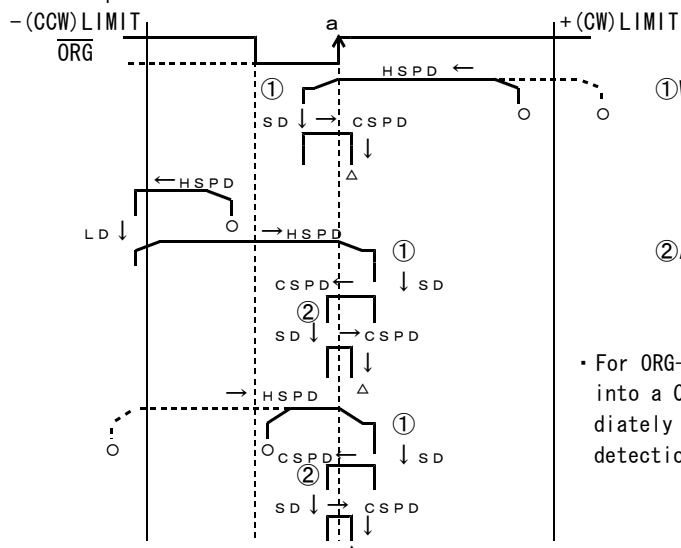 －(CCW)LIMIT
a
＋(CW)LIMIT
ORG
HSPD ←
①
①
SD ↓ → CSPD
↓
○
○
△
←HSPD
○
LD ↓
→HSPD
①
②
CSPD←
↓ SD
②
SD ↓ →CSPD
↓
△
・For ORG-
→ HSPD
into a C
①
diately
○
○
CSPD←
↓ SD
detection
②
SD ↓ → CSPD
↓